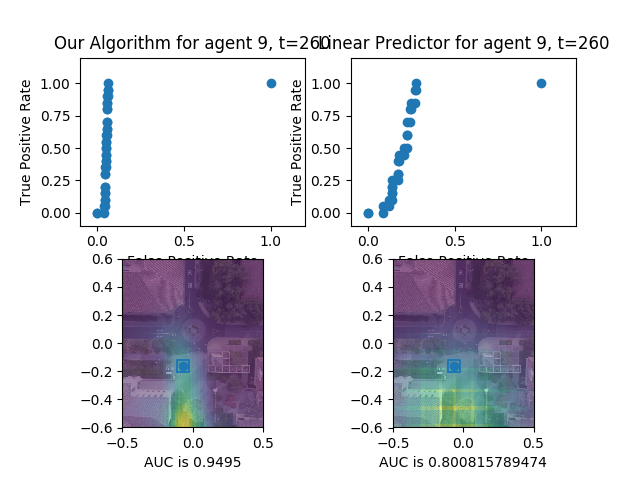 Our Algorithm for agent 9, t=260
Linear Predictor for agent 9, t=260
True Positive Rate
1.00
0.75
0.50
0.25
0.00
0.0 0.5 1.0
False Positive Rate
True Positive Rate
1.00
0.75
0.50
0.25
0.00
0.0 0.5 1.0
False Positive Rate
0.6
0.4
0.2
0.0
−0.2
−0.4
−0.6
−0.5 0.0 0.5
AUC is 0.9495
0.6
0.4
0.2
0.0
−0.2
−0.4
−0.6
−0.5 0.0 0.5
AUC is 0.800815789474